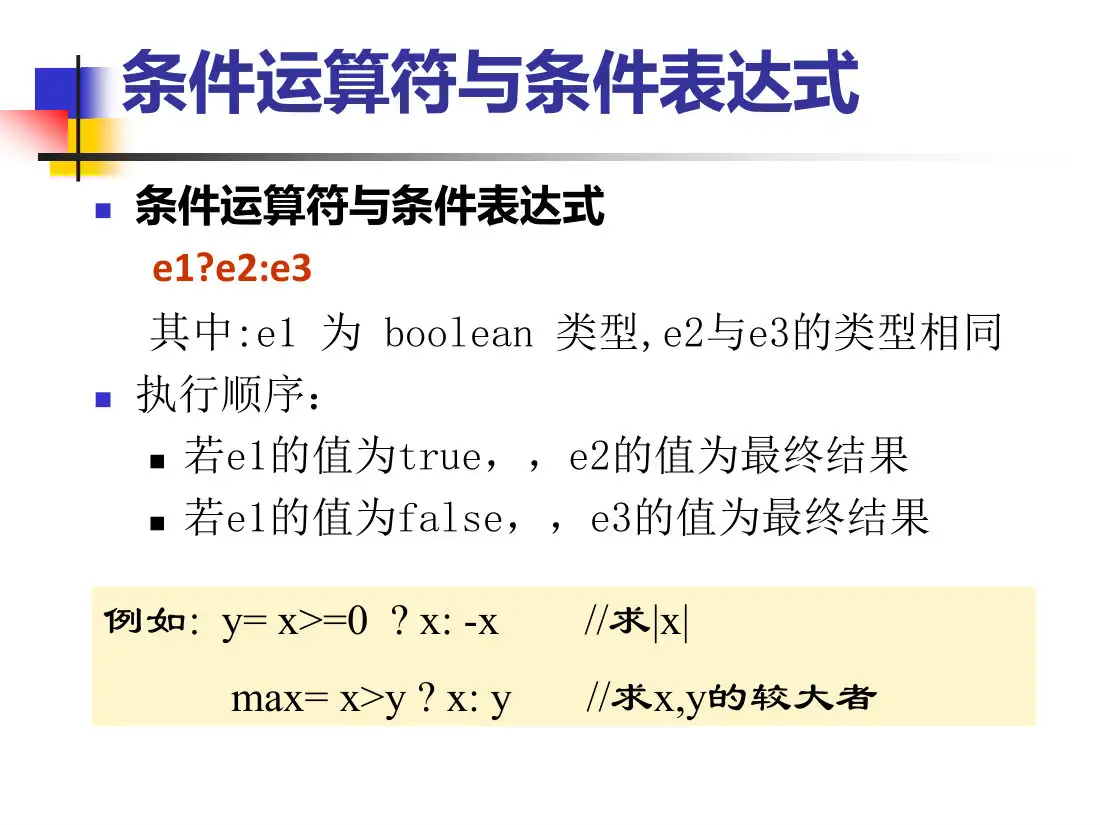 条件运算符与条件表达式
条件运算符与条件表达式
e1?e2:e3
其中:e1 为 boolean 类型,e2与e3的类型相同
执行顺序：
若e1的值为true，，e2的值为最终结果
若e1的值为false，，e3的值为最终结果
例如: y= x>=0 ? x: -x //求|x|
max= x>y ? x: y //求x,y的较大者